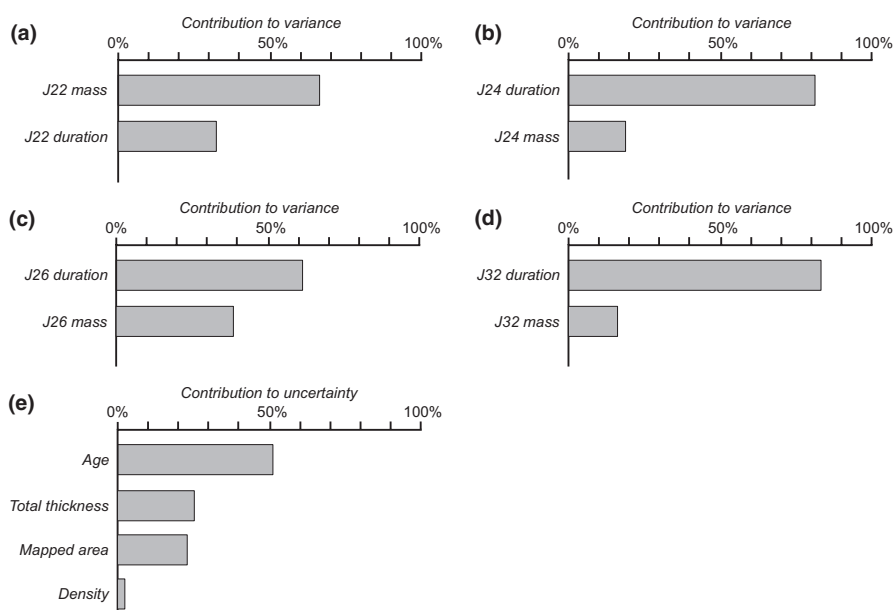 (a)
Contribution to variance
0% 50% 100%
J22 mass
J22 duration
(b)
Contribution to variance
0% 50% 100%
J24 duration
J24 mass
(c)
Contribution to variance
0% 50% 100%
J26 duration
J26 mass
(d)
Contribution to variance
0% 50% 100%
J32 duration
J32 mass
(e)
Contribution to uncertainty
0% 50% 100%
Age
Total thickness
Mapped area
Density